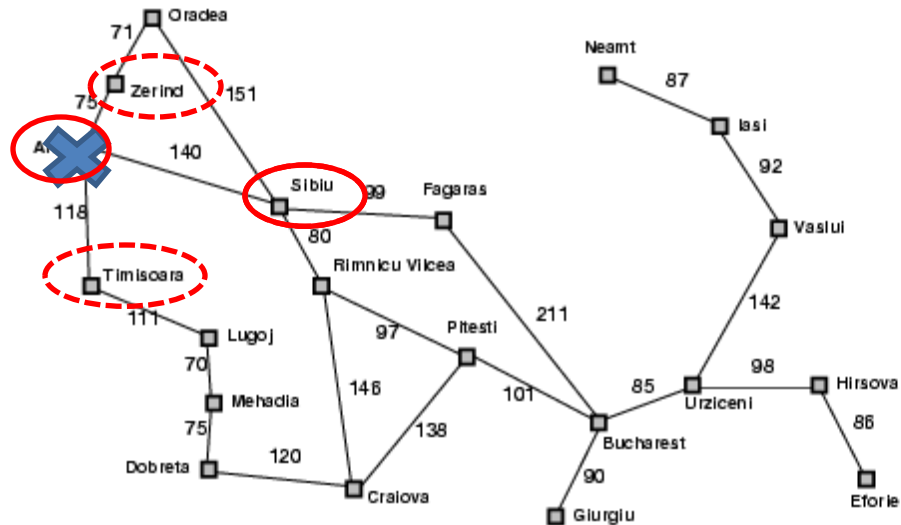 Oradea
71
Neamt
Zerind
87
75
151
Iasi
140
92
Sibiu
99
Fagaras
118
80
Vaslui
Timisoara
Rimnicu Vilcea
111
211
142
Lugoj
97
Pitesti
70
98
Hirsova
146
101
85
Urziceni
Mehadia
86
75
138
Bucharest
Dobreta
120
90
Craiova
Eforie
Giurgiu